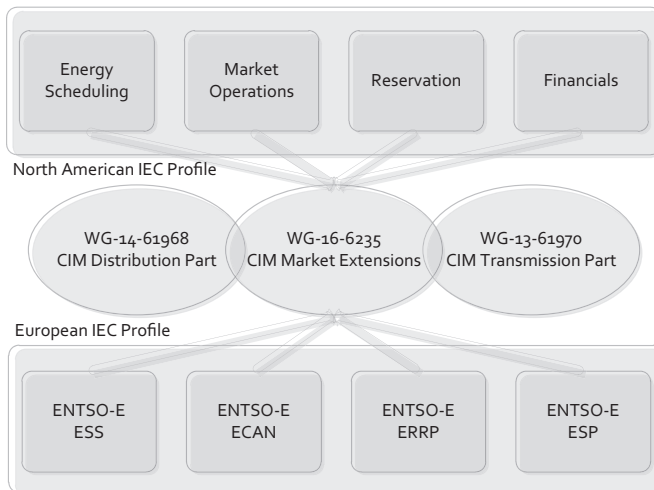 Energy
Scheduling
Market
Operations
Reservation
Financials
North American IEC Profile
WG-14-61968
CIM Distribution Part
WG-16-6235
CIM Market Extensions
WG-13-61970
CIM Transmission Part
European IEC Profile
ENTSO-E
ESS
ENTSO-E
ECAN
ENTSO-E
ERRP
ENTSO-E
ESP